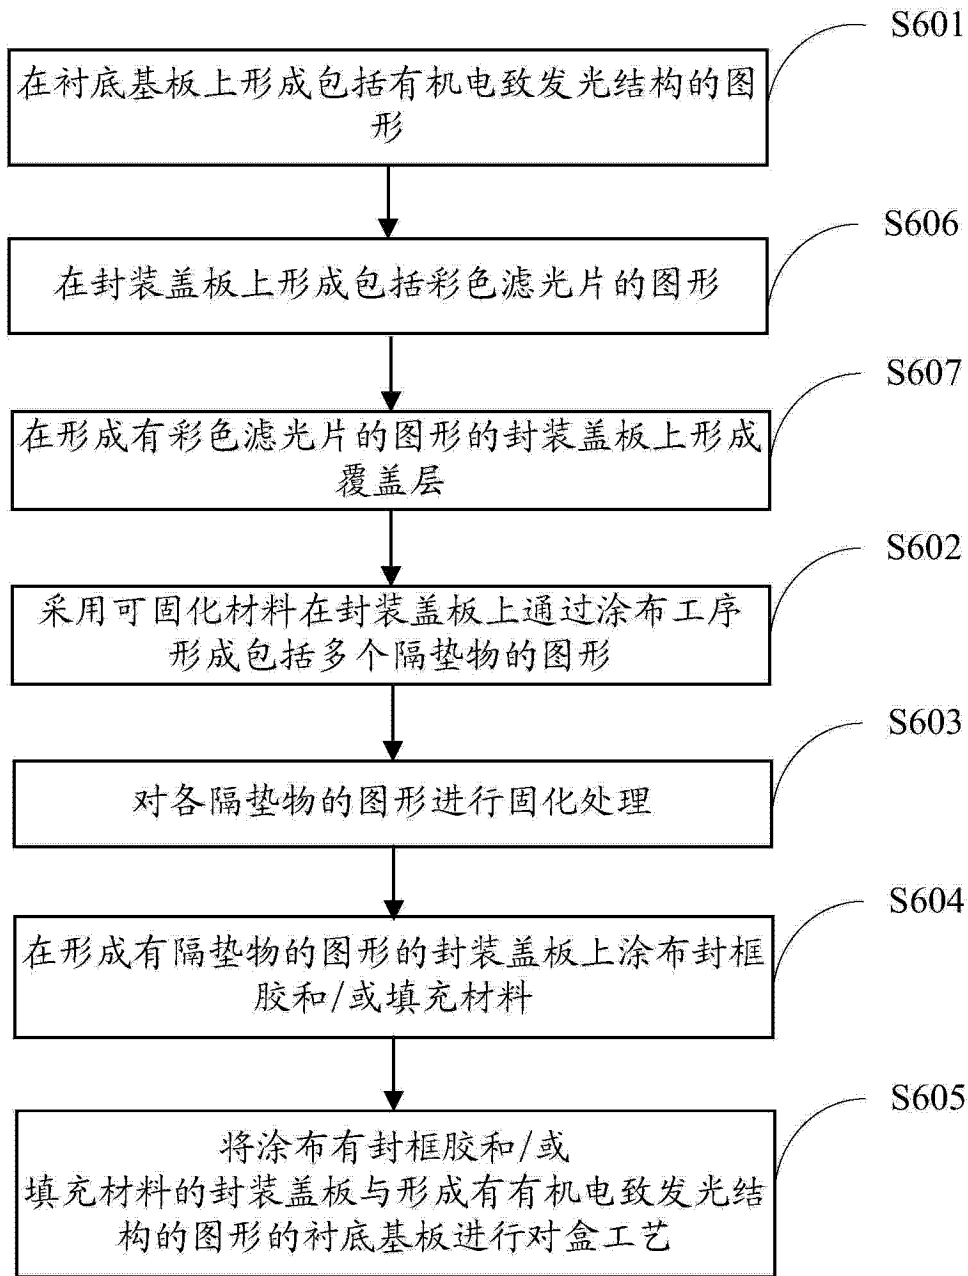 S601
在衬底基板上形成包括有机电致发光结构的图
形
S606
在封装盖板上形成包括彩色滤光片的图形
S607
在形成有彩色滤光片的图形的封装盖板上形成
覆盖层
S602
采用可固化材料在封装盖板上通过涂布工序
形成包括多个隔垫物的图形
S603
对各隔垫物的图形进行固化处理
S604
在形成有隔垫物的图形的封装盖板上涂布封框
胶和/或填充材料
S605
将涂布有封框胶和/或
填充材料的封装盖板与形成有有机电致发光结
构的图形的衬底基板进行对盒工艺